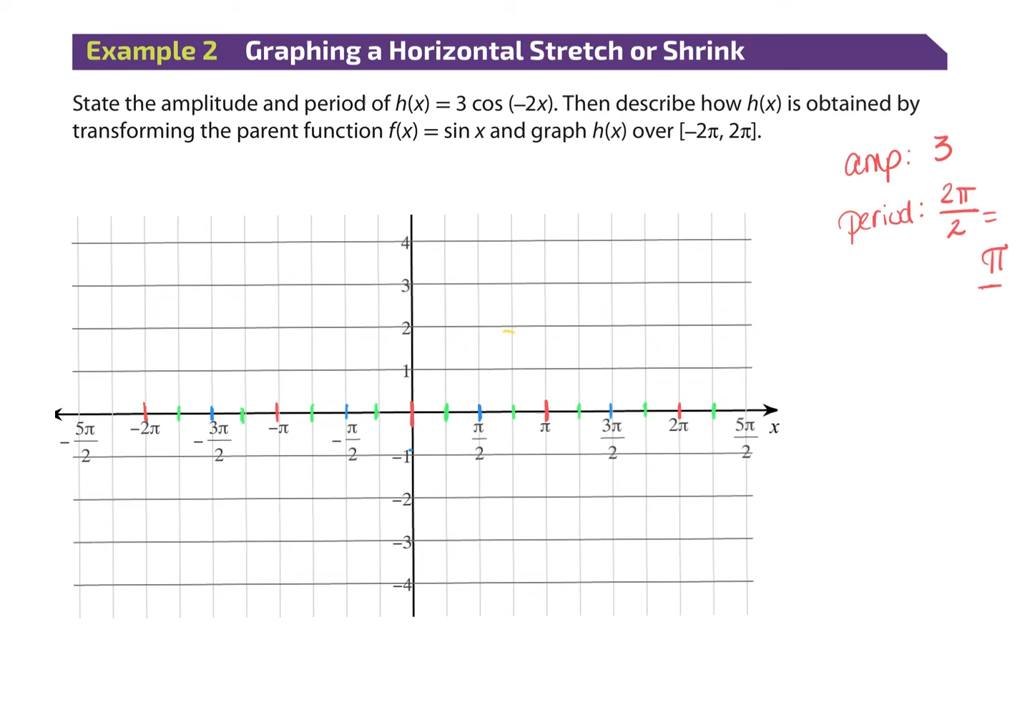 Example 2 Graphing a Horizontal Stretch or Shrink
State the amplitude and period of h(x) = 3 cos (–2x). Then describe how h(x) is obtained by
transforming the parent function f(x) = sin x and graph h(x) over [–2π, 2π].
amp: 3
period: 2π/2 =
π
4
3
2
1
–5π/2 –2π –3π/2 –π –π/2 π/2 π 3π/2 2π 5π/2 x
–1
–2
–3
–4